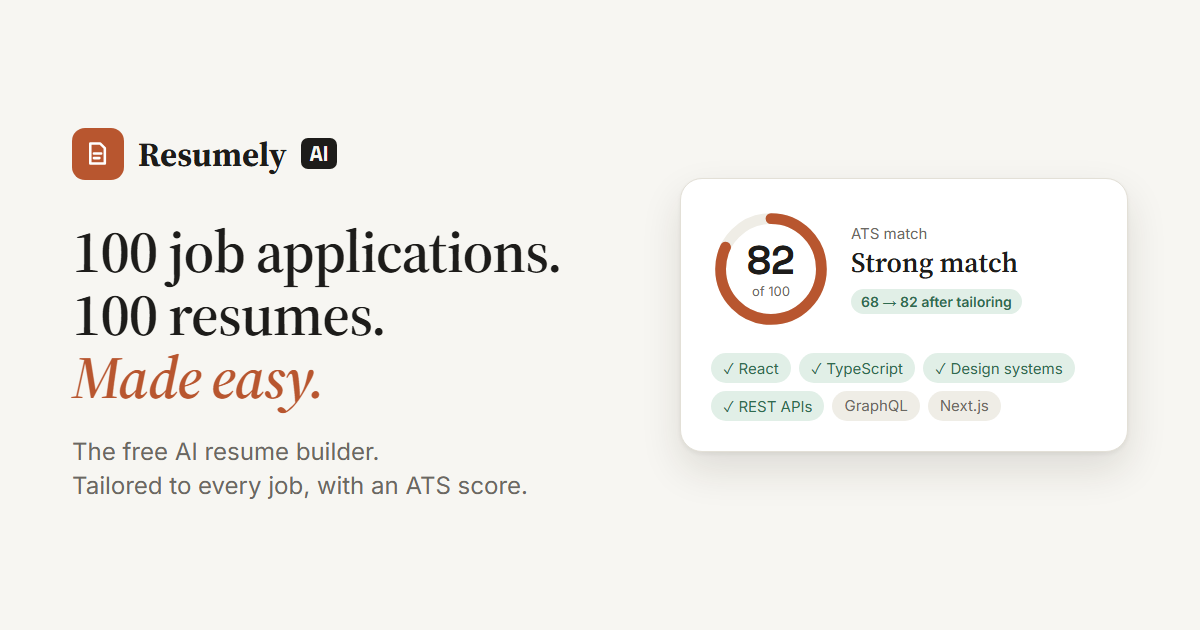 Resumely AI
100 job applications.
100 resumes.
Made easy.
The free AI resume builder.
Tailored to every job, with an ATS score.
82
of 100
ATS match
Strong match
68 → 82 after tailoring
✓ React ✓ TypeScript ✓ Design systems
✓ REST APIs GraphQL Next.js